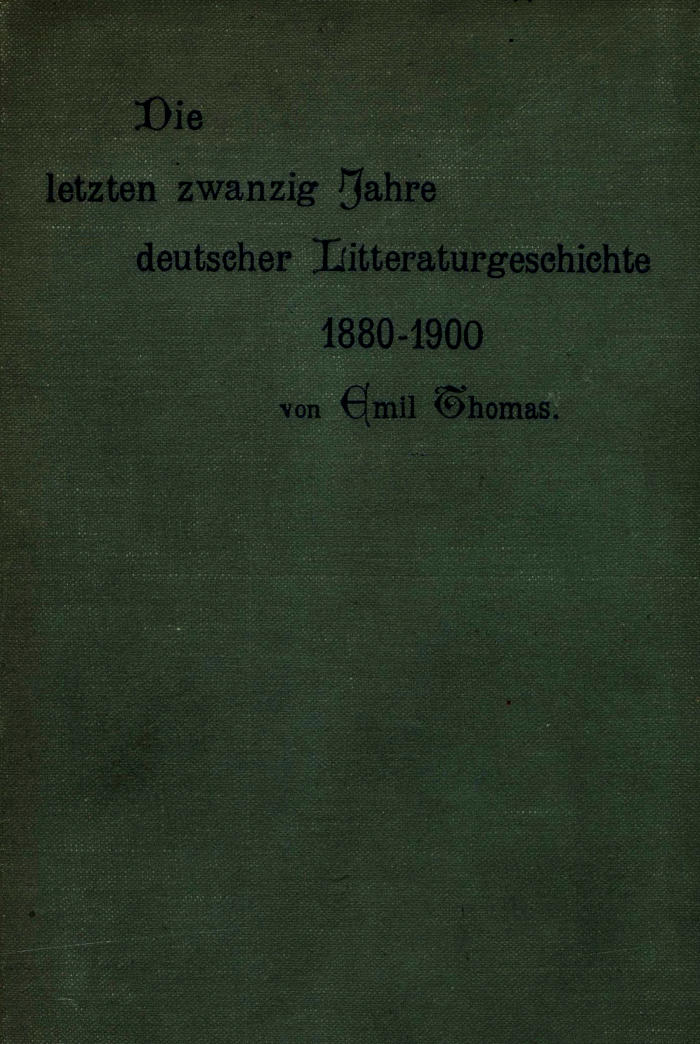 Die
letzten zwanzig Jahre
deutscher Litteraturgeschichte
1880-1900
von Emil Thomas.